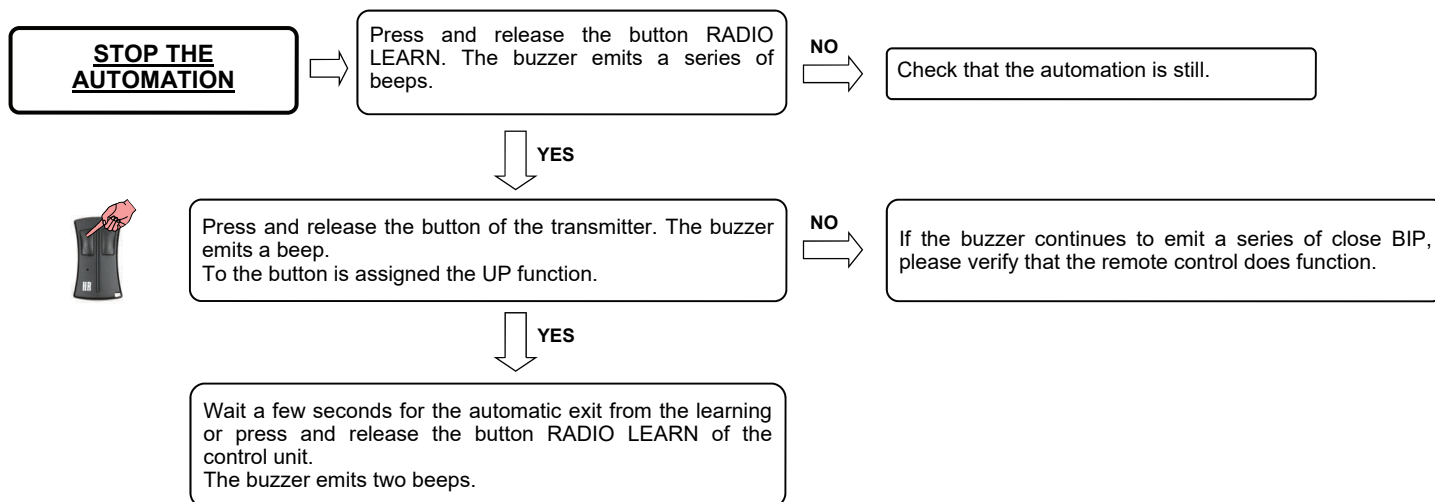 STOP THE
AUTOMATION
Press and release the button RADIO
LEARN. The buzzer emits a series of
beeps.
NO
Check that the automation is still.
YES
Press and release the button of the transmitter. The buzzer
emits a beep.
To the button is assigned the UP function.
NO
If the buzzer continues to emit a series of close BIP,
please verify that the remote control does function.
HR
YES
Wait a few seconds for the automatic exit from the learning
or press and release the button RADIO LEARN of the
control unit.
The buzzer emits two beeps.